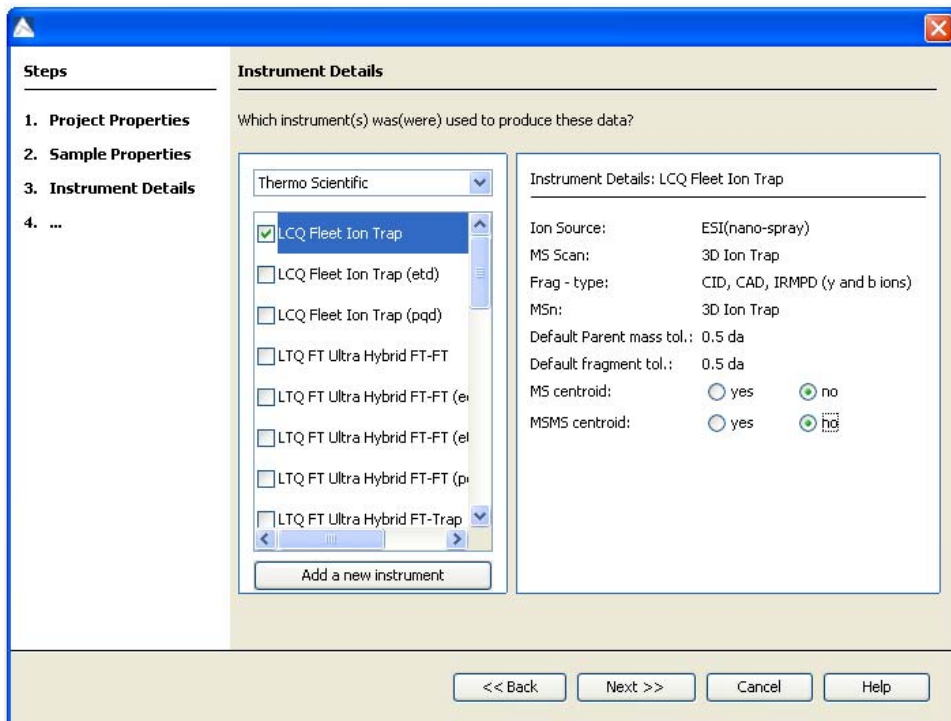 Steps
1. Project Properties
2. Sample Properties
3. Instrument Details
4. ...
Instrument Details
Which instrument(s) was(were) used to produce these data?
Thermo Scientific
LCQ Fleet Ion Trap
LCQ Fleet Ion Trap (etd)
LCQ Fleet Ion Trap (pqd)
LTQ FT Ultra Hybrid FT-FT
LTQ FT Ultra Hybrid FT-FT (e
LTQ FT Ultra Hybrid FT-FT (et
LTQ FT Ultra Hybrid FT-FT (p
LTQ FT Ultra Hybrid FT-Trap
Add a new instrument
Instrument Details: LCQ Fleet Ion Trap
Ion Source: ESI(nano-spray)
MS Scan: 3D Ion Trap
Frag - type: CID, CAD, IRMPD (y and b ions)
MSn: 3D Ion Trap
Default Parent mass tol.: 0.5 da
Default fragment tol.: 0.5 da
MS centroid: yes no
MSMS centroid: yes no
<< Back Next >> Cancel Help